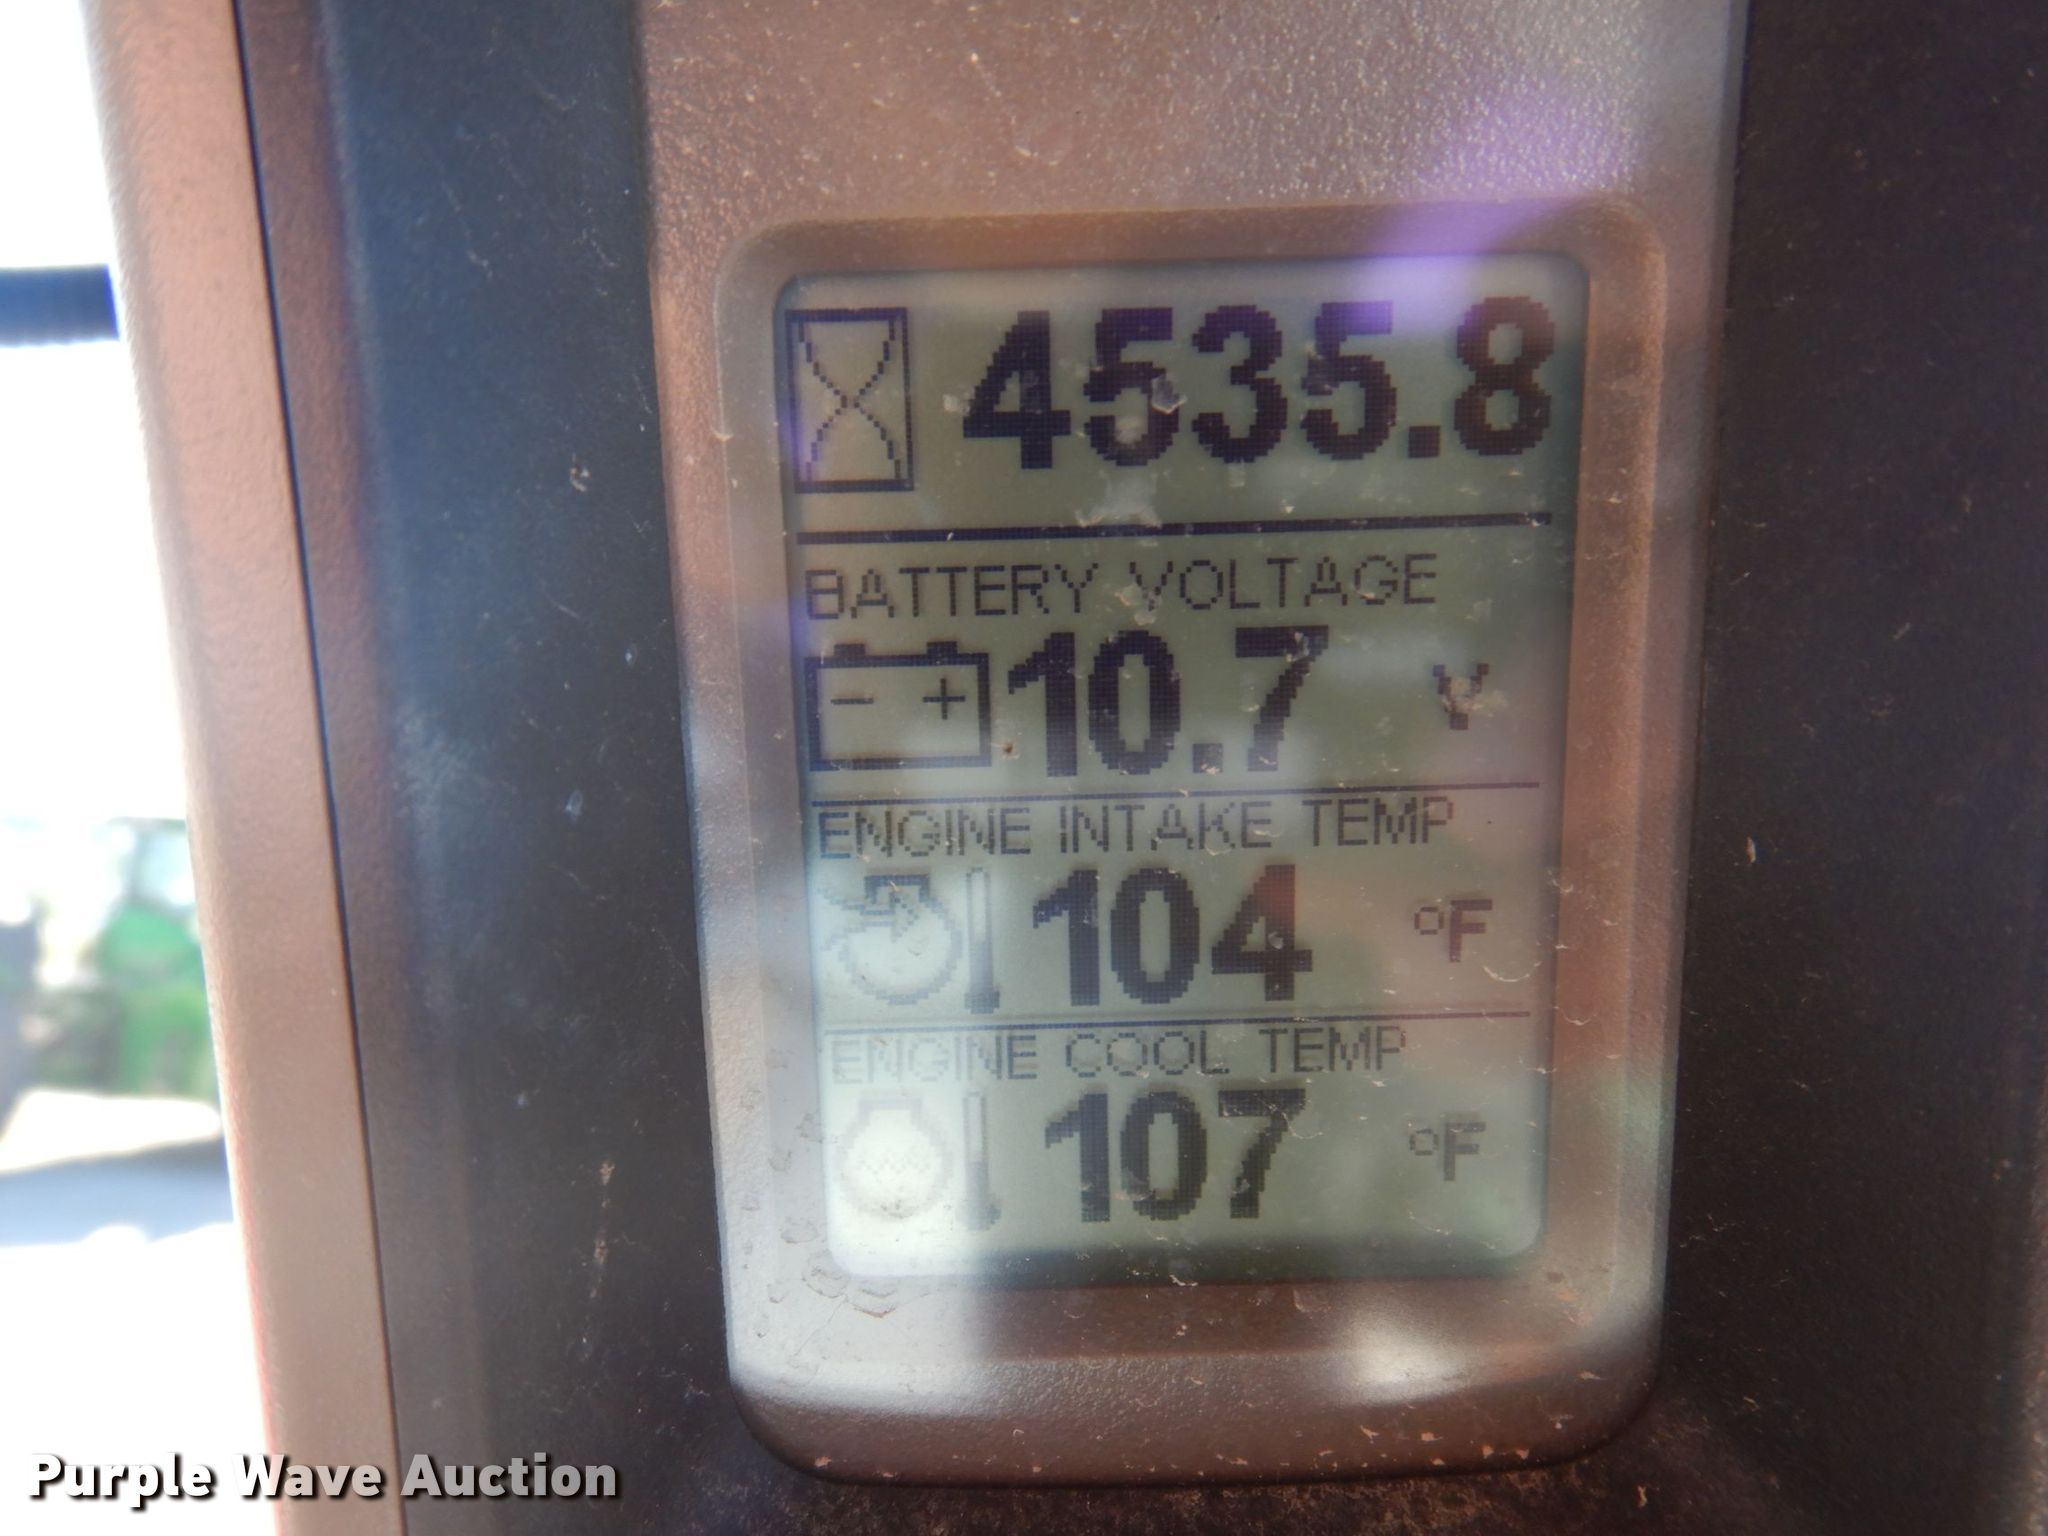 4535.8
BATTERY VOLTAGE
- + 10.7 V
ENGINE INTAKE TEMP
104 °F
ENGINE COOL TEMP
107 °F
Purple Wave Auction